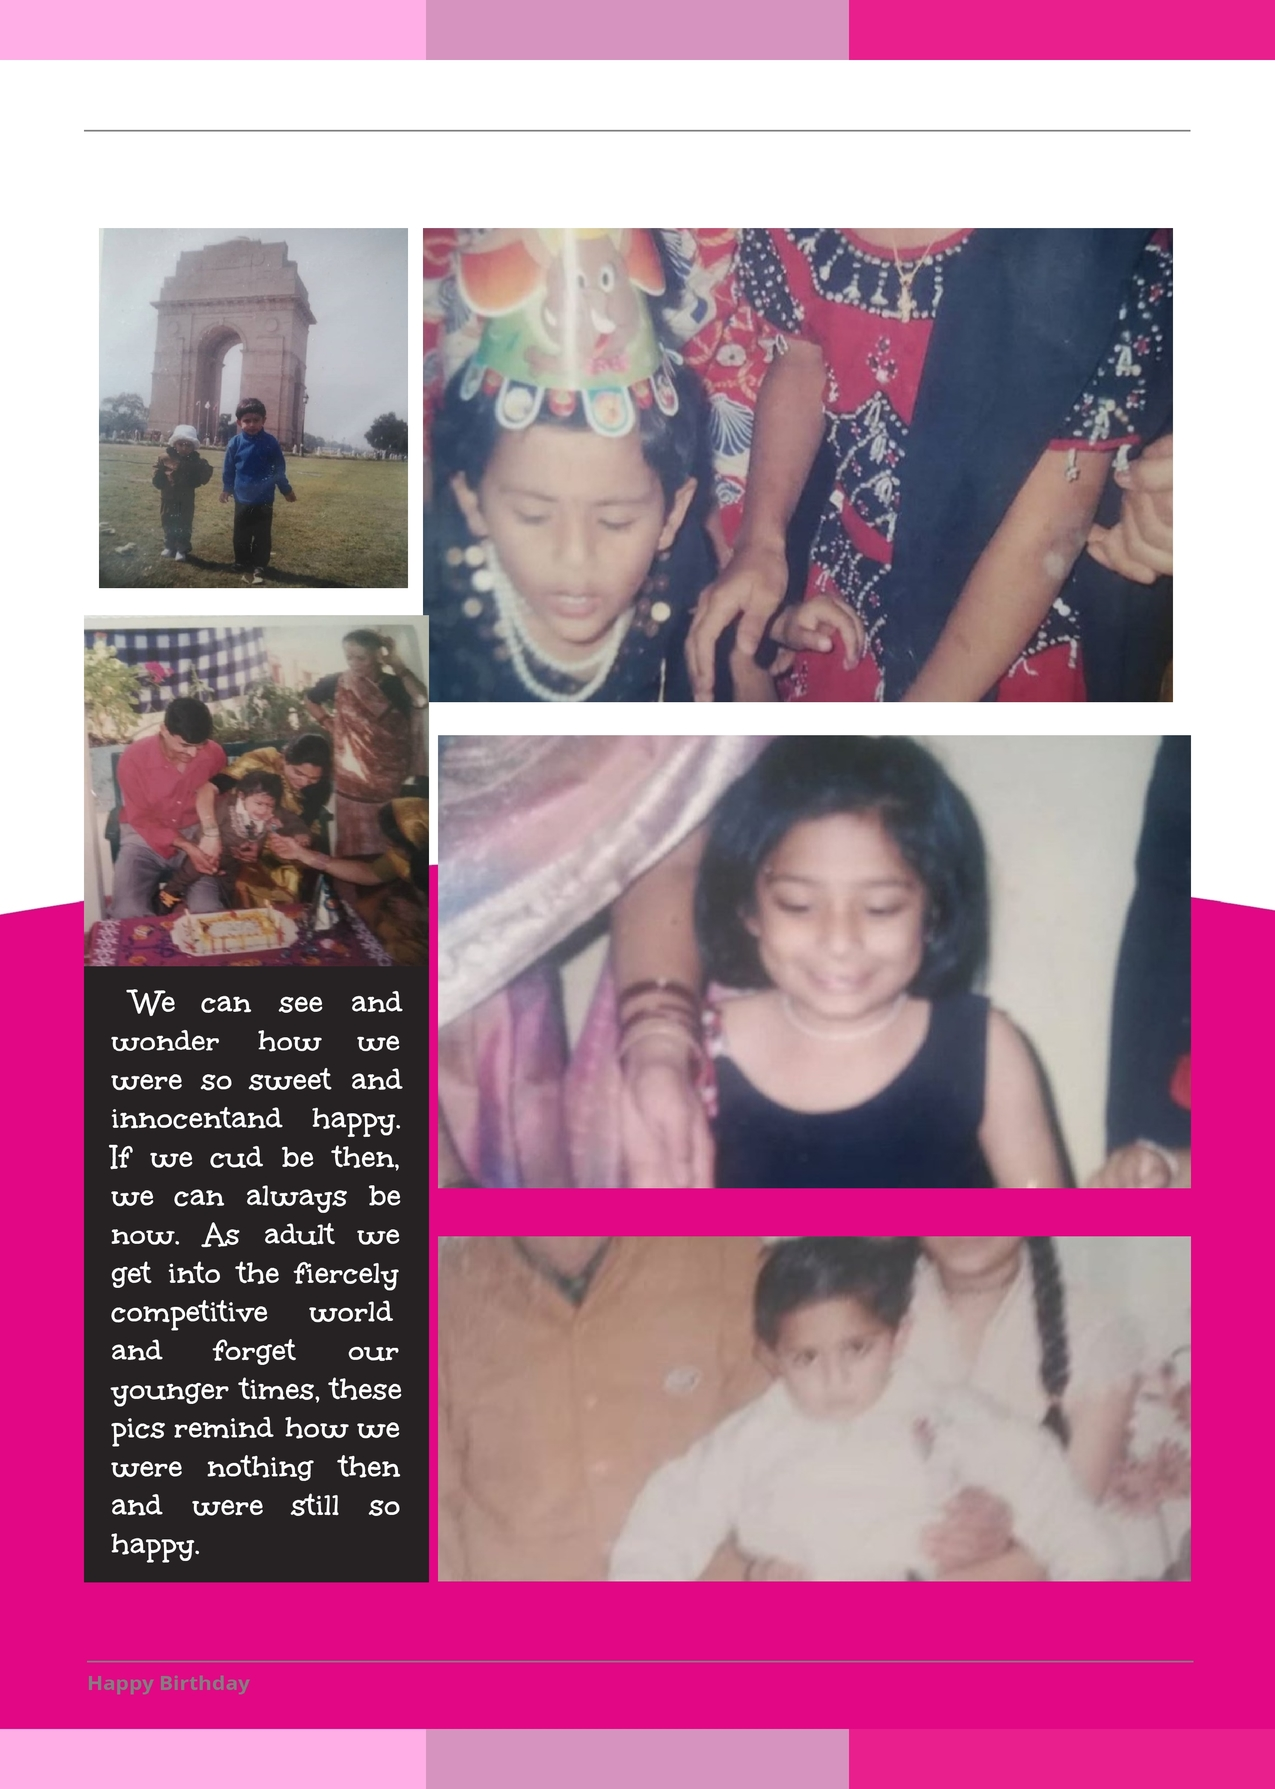 We can see and
wonder how we
were so sweet and
innocentand happy.
If we cud be then,
we can always be
now. As adult we
get into the fiercely
competitive world
and forget our
younger times, these
pics remind how we
were nothing then
and were still so
happy.
Happy Birthday